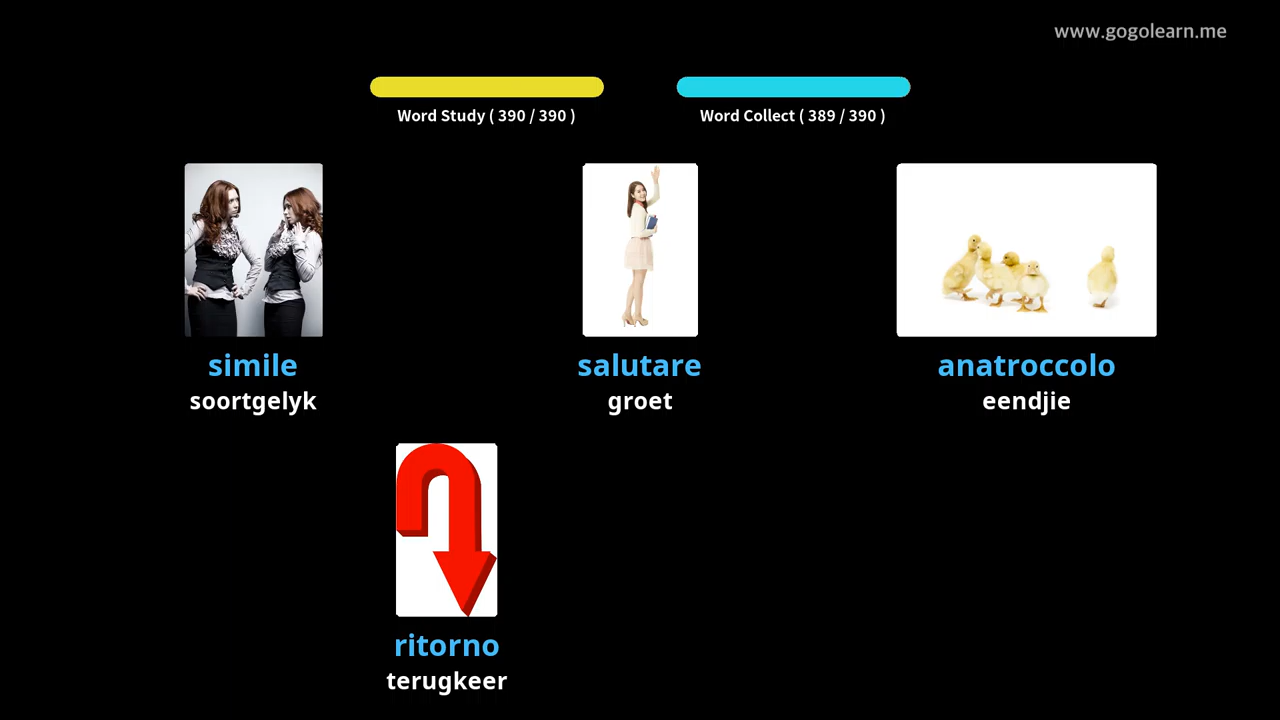 www.gogolearn.me
Word Study ( 390 / 390 )
Word Collect ( 389 / 390 )
simile
soortgelyk
salutare
groet
anatroccolo
eendjie
ritorno
terugkeer